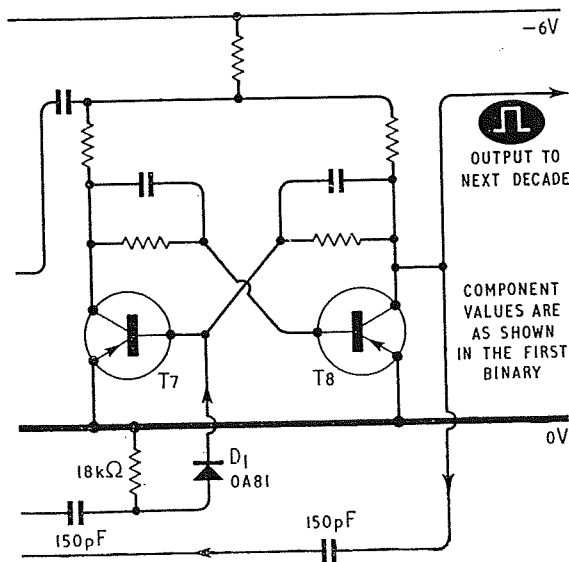 −6V
OUTPUT TO
NEXT DECADE
COMPONENT
VALUES ARE
AS SHOWN
IN THE FIRST
BINARY
T7
T8
0V
18kΩ
D1
OA81
150pF
150pF